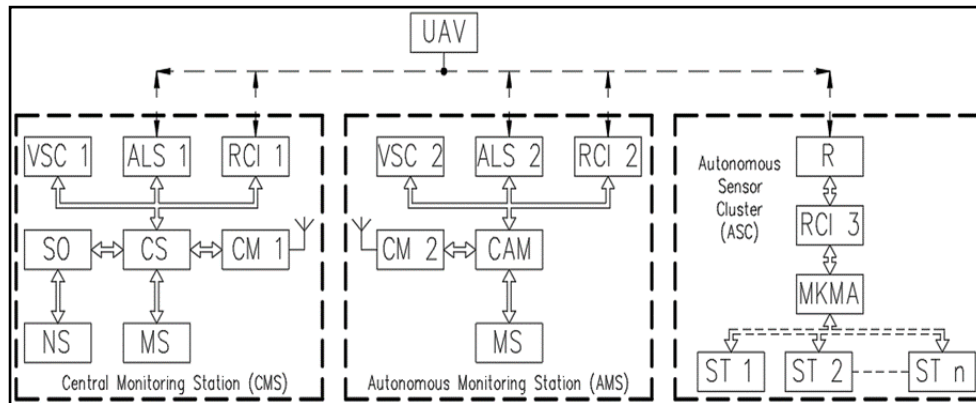 UAV
VSC 1
ALS 1
RCI 1
SO
CS
CM 1
NS
MS
Central Monitoring Station (CMS)
VSC 2
ALS 2
RCI 2
CM 2
CAM
MS
Autonomous Monitoring Station (AMS)
Autonomous
Sensor
Cluster
(ASC)
R
RCI 3
MKMA
ST 1
ST 2
ST n